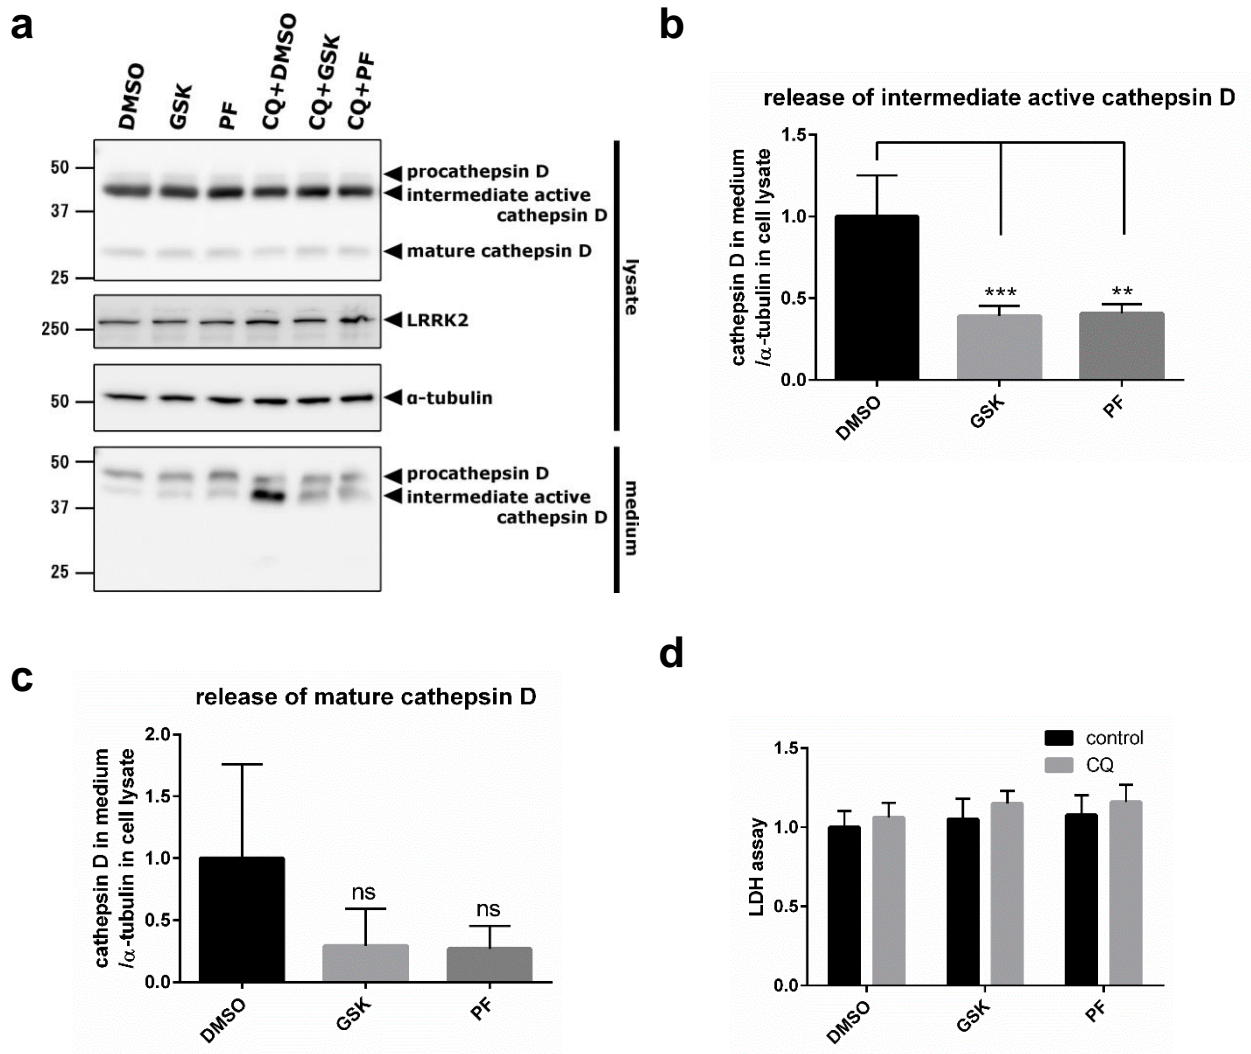 a
DMSO
GSK
PF
CQ+DMSO
CQ+GSK
CQ+PF
50
37
25
procathepsin D
intermediate active
cathepsin D
mature cathepsin D
250
LRRK2
50
α-tubulin
lysate
50
37
25
procathepsin D
intermediate active
cathepsin D
medium
b
release of intermediate active cathepsin D
cathepsin D in medium
/α-tubulin in cell lysate
1.5
1.0
0.5
0.0
***
**
DMSO
GSK
PF
c
release of mature cathepsin D
cathepsin D in medium
/α-tubulin in cell lysate
2.0
1.5
1.0
0.5
0.0
ns
ns
DMSO
GSK
PF
d
control
CQ
LDH assay
1.5
1.0
0.5
0.0
DMSO
GSK
PF